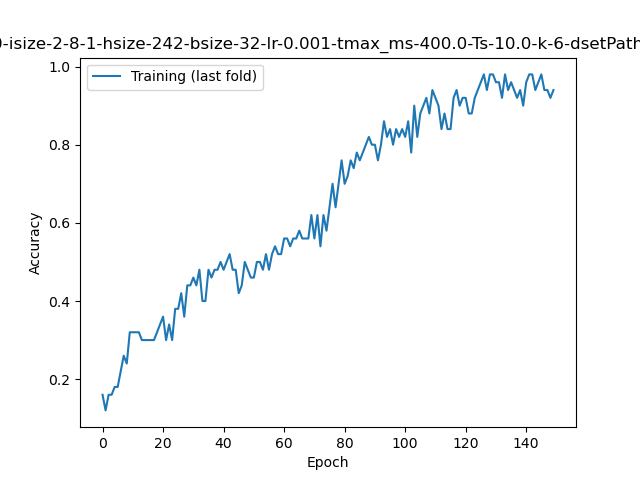 -isize-2-8-1-hsize-242-bsize-32-lr-0.001-tmax_ms-400.0-Ts-10.0-k-6-dsetPath
Training (last fold)
1.0
0.8
0.6
0.4
0.2
Accuracy
0 20 40 60 80 100 120 140
Epoch